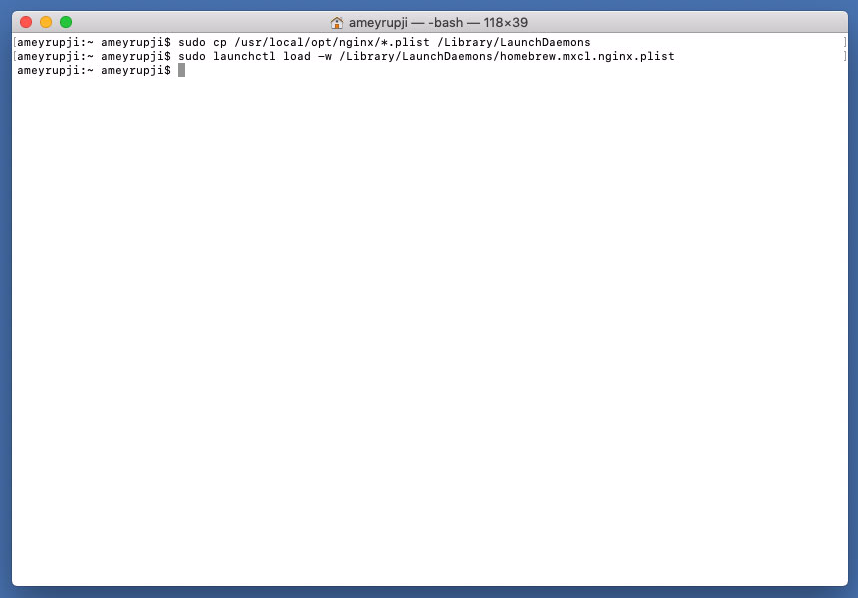 ameyrupji — -bash — 118×39
[ameyrupji:~ ameyrupji$ sudo cp /usr/local/opt/nginx/*.plist /Library/LaunchDaemons ]
[ameyrupji:~ ameyrupji$ sudo launchctl load -w /Library/LaunchDaemons/homebrew.mxcl.nginx.plist ]
ameyrupji:~ ameyrupji$